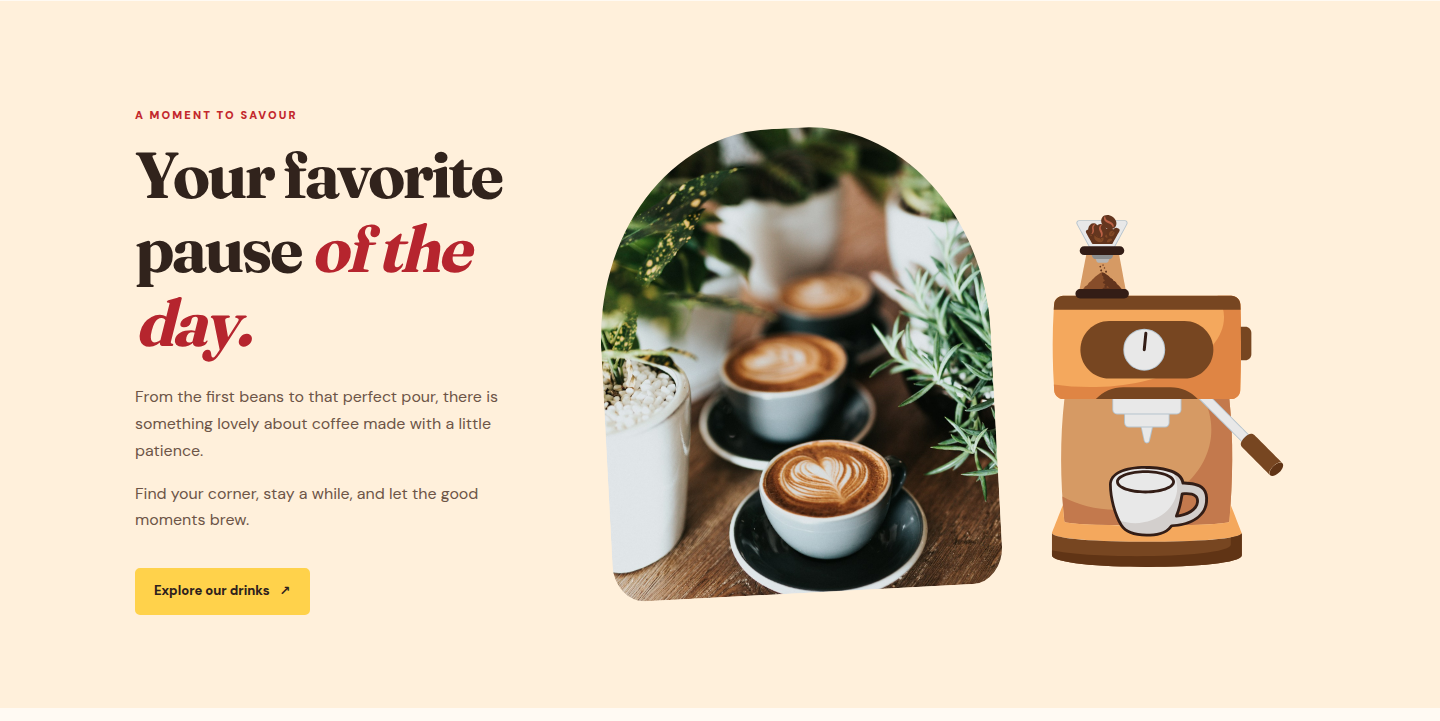 A MOMENT TO SAVOUR
Your favorite
pause of the
day.
From the first beans to that perfect pour, there is
something lovely about coffee made with a little
patience.
Find your corner, stay a while, and let the good
moments brew.
Explore our drinks ↗